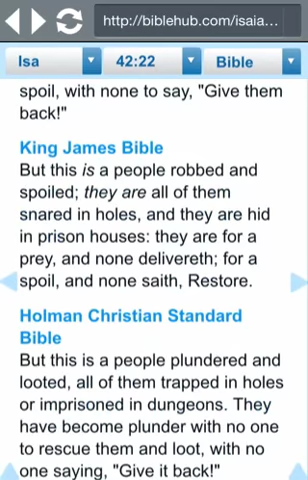 http://biblehub.com/isaia...
Isa 42:22 Bible
spoil, with none to say, "Give them
back!"
King James Bible
But this is a people robbed and
spoiled; they are all of them
snared in holes, and they are hid
in prison houses: they are for a
prey, and none delivereth; for a
spoil, and none saith, Restore.
Holman Christian Standard
Bible
But this is a people plundered and
looted, all of them trapped in holes
or imprisoned in dungeons. They
have become plunder with no one
to rescue them and loot, with no
one saying, "Give it back!"